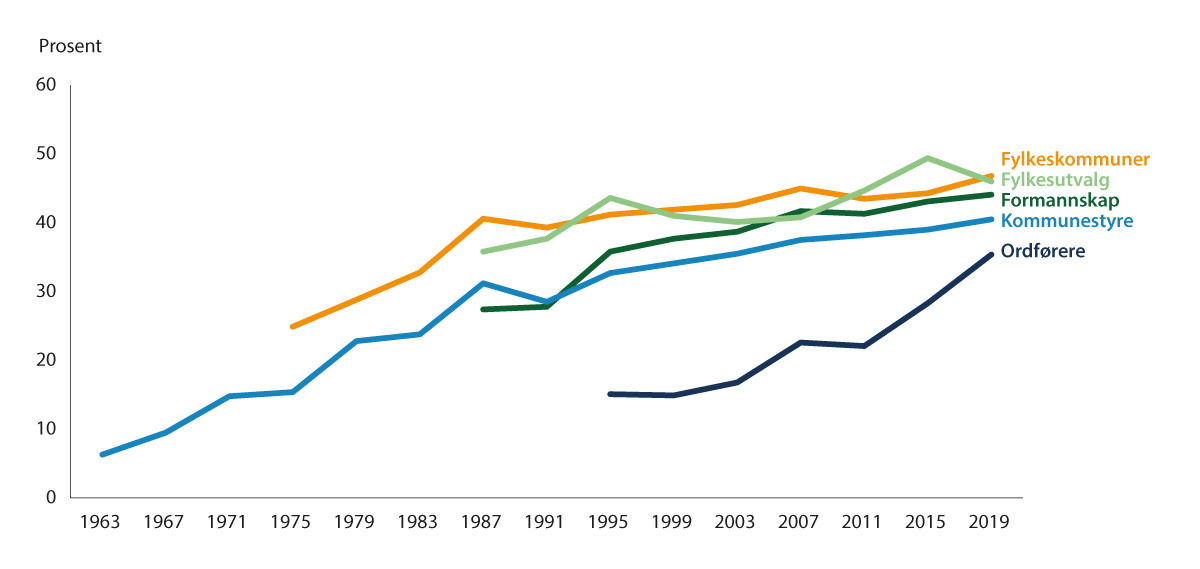 Prosent
60
50
40
30
20
10
0
Fylkeskommuner
Fylkesutvalg
Formannskap
Kommunestyre
Ordførere
1963 1967 1971 1975 1979 1983 1987 1991 1995 1999 2003 2007 2011 2015 2019